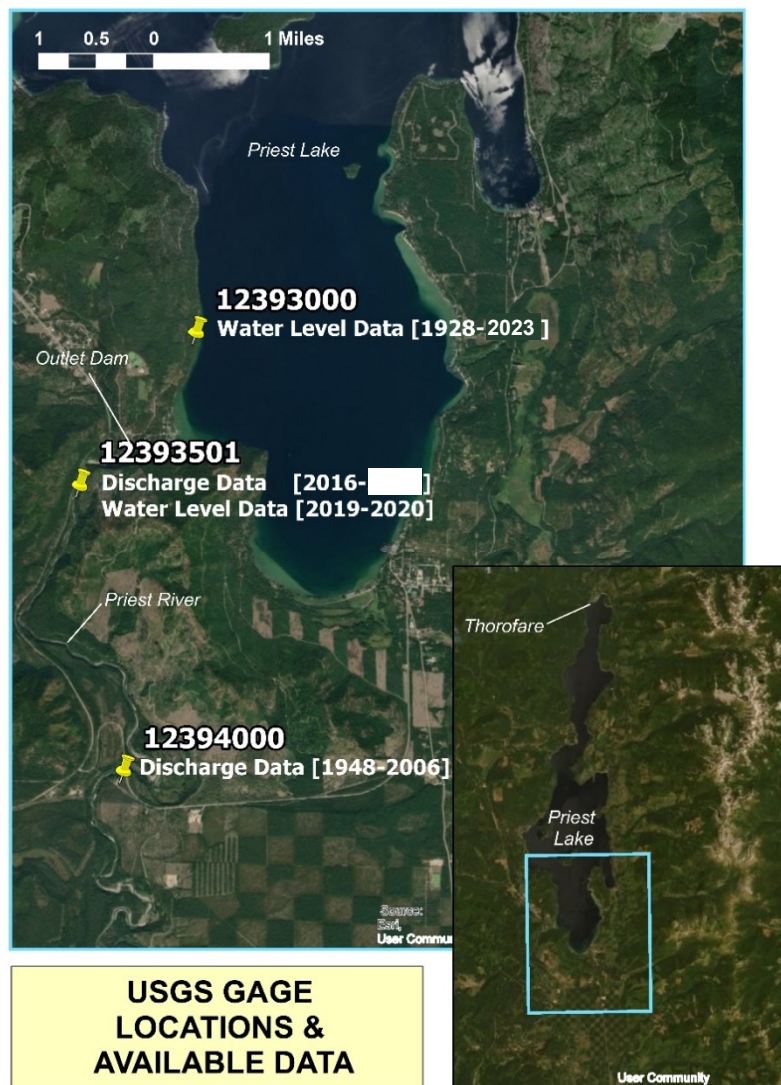 1 0.5 0 1 Miles
Priest Lake
12393000
Water Level Data [1928-2023 ]
Outlet Dam
12393501
Discharge Data [2016- ]
Water Level Data [2019-2020]
Priest River
12394000
Discharge Data [1948-2006]
Source:
Esri,
User Commu
Thorofare
Priest
Lake
User Community
USGS GAGE
LOCATIONS &
AVAILABLE DATA